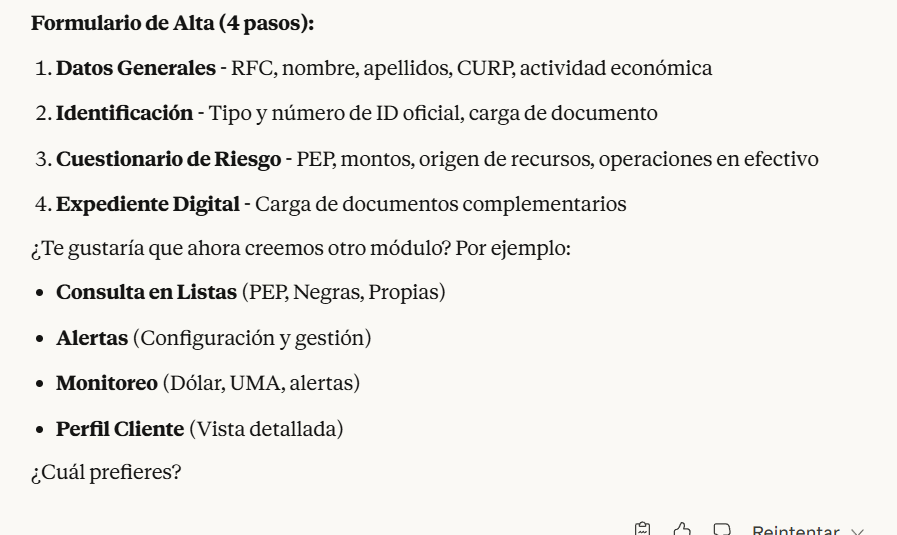 Formulario de Alta (4 pasos):
1. Datos Generales - RFC, nombre, apellidos, CURP, actividad económica
2. Identificación - Tipo y número de ID oficial, carga de documento
3. Cuestionario de Riesgo - PEP, montos, origen de recursos, operaciones en efectivo
4. Expediente Digital - Carga de documentos complementarios
¿Te gustaría que ahora creemos otro módulo? Por ejemplo:
• Consulta en Listas (PEP, Negras, Propias)
• Alertas (Configuración y gestión)
• Monitoreo (Dólar, UMA, alertas)
• Perfil Cliente (Vista detallada)
¿Cuál prefieres?
Reintentar